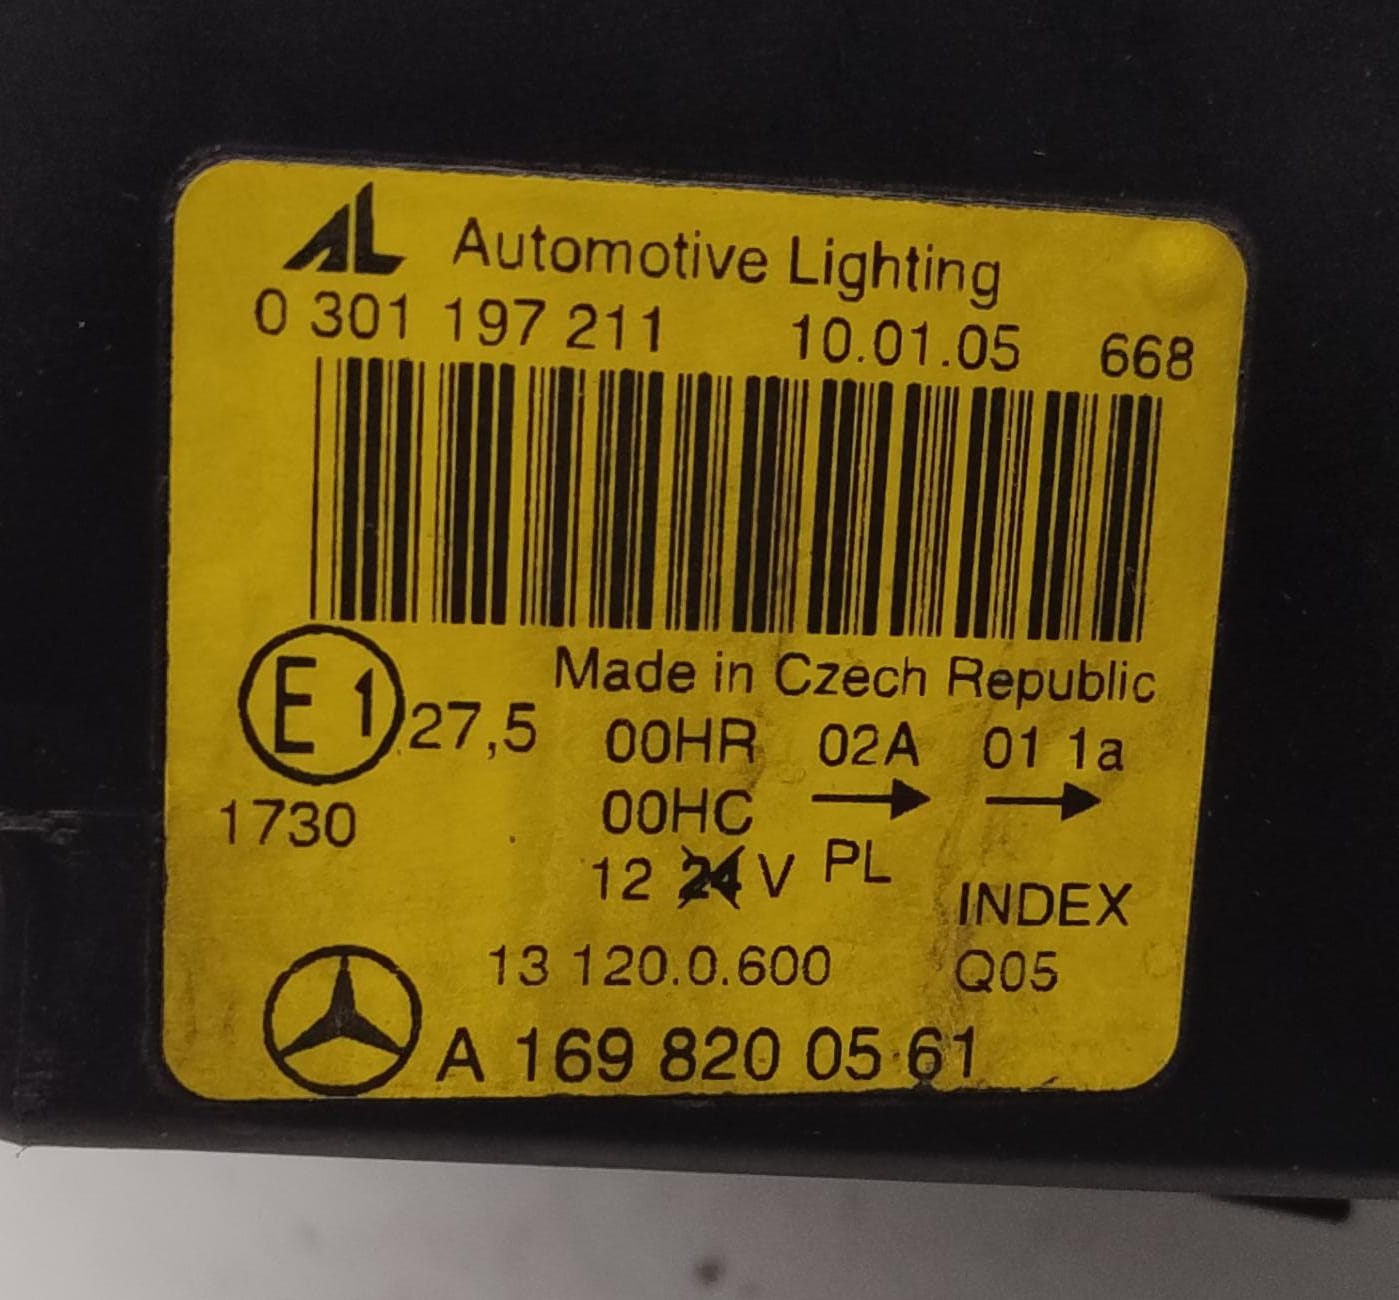 AL Automotive Lighting
0 301 197 211 10.01.05 668
Made in Czech Republic
E1 27,5 00HR 02A 01 1a
1730 00HC → →
12 24 V PL
INDEX
13 120.0.600 Q05
A 169 820 05 61